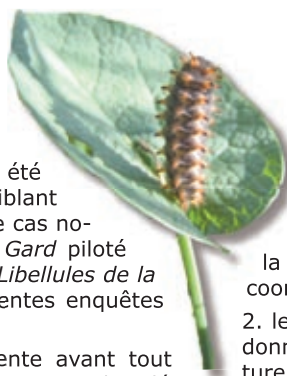 été
iblant
e cas no-
Gard piloté
Libellules de la
entes enquêtes
ente avant tout
la
coor
2. le
donn
ture